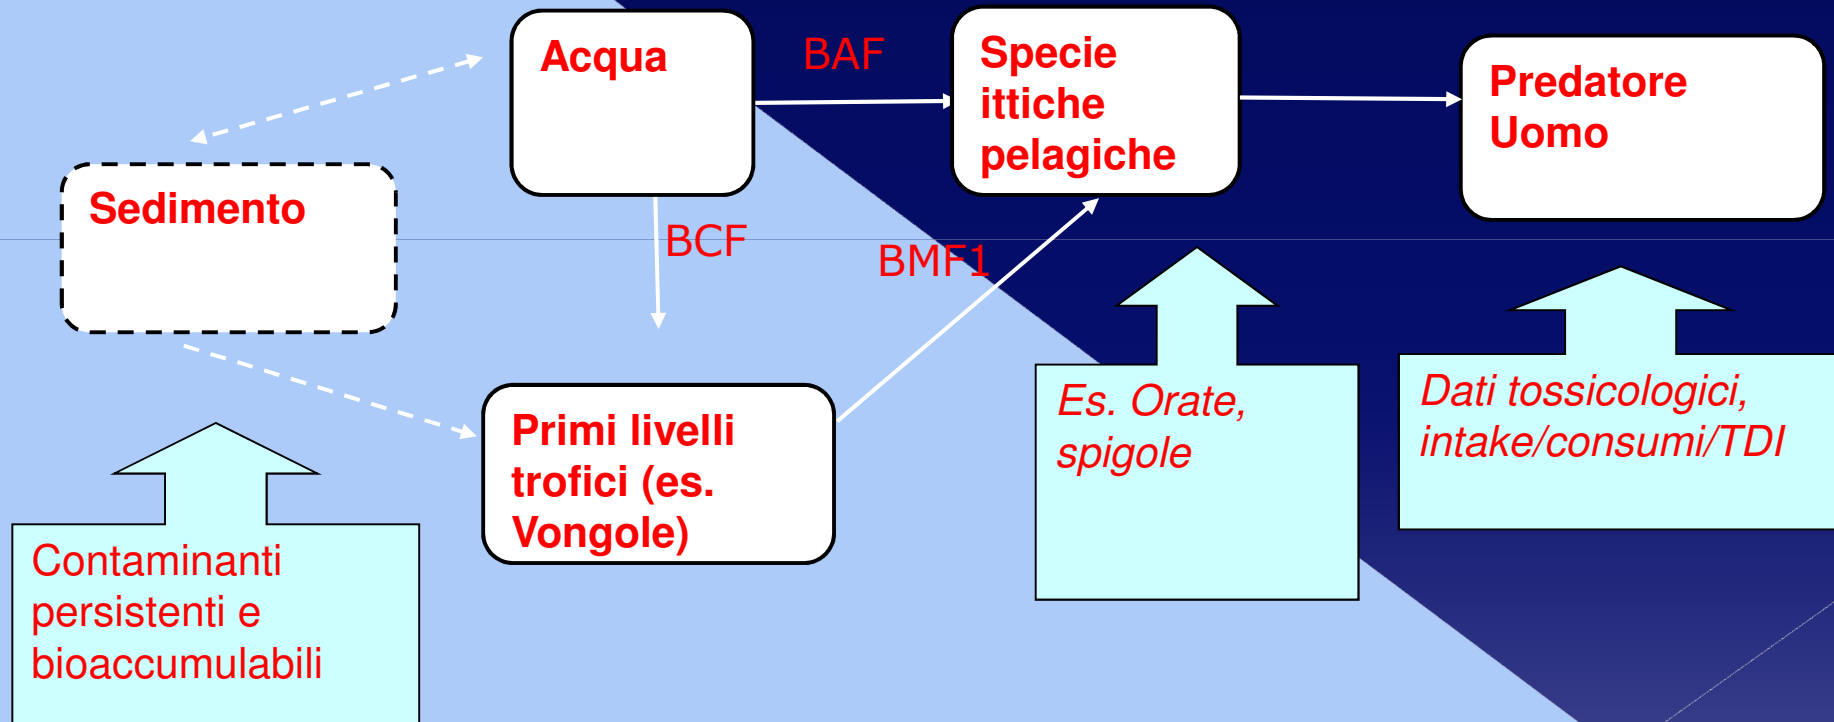 Acqua
BAF
Specie
ittiche
pelagiche
Predatore
Uomo
Sedimento
BCF
BMF1
Primi livelli
trofici (es.
Vongole)
Es. Orate,
spigole
Dati tossicologici,
intake/consumi/TDI
Contaminanti
persistenti e
bioaccumulabili